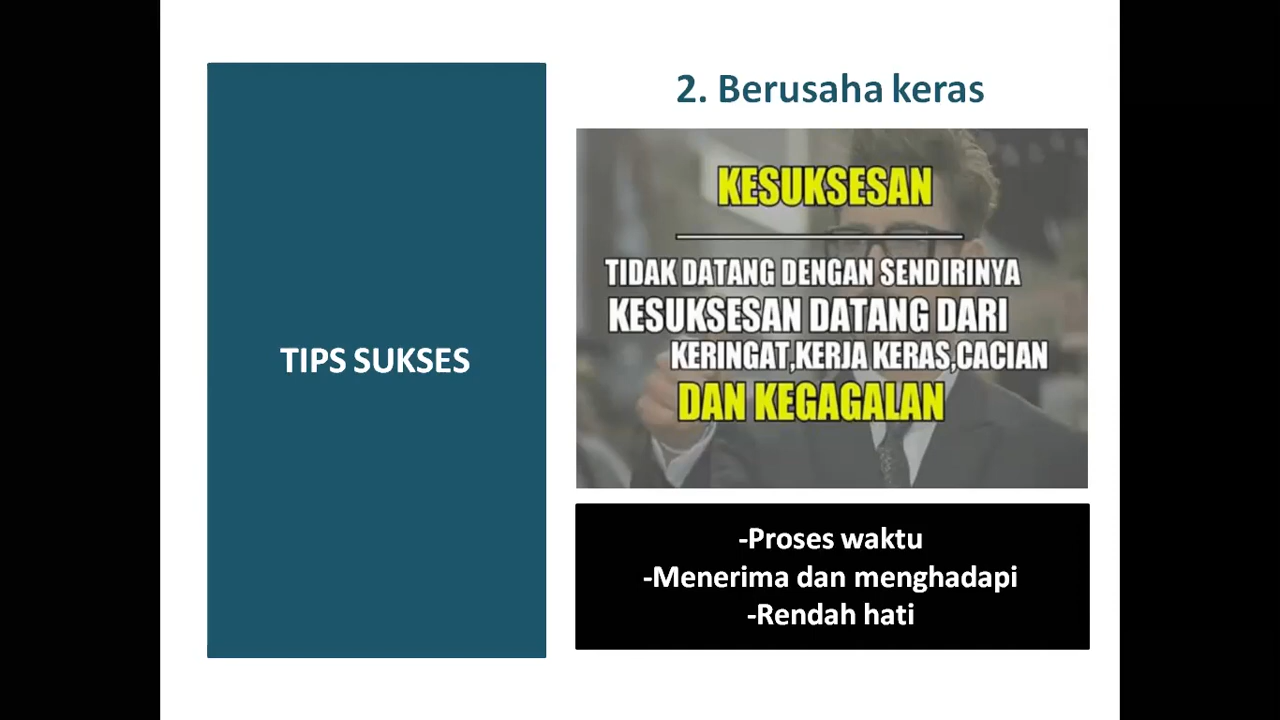 TIPS SUKSES
2. Berusaha keras
KESUKSESAN
TIDAK DATANG DENGAN SENDIRINYA
KESUKSESAN DATANG DARI
KERINGAT,KERJA KERAS,CACIAN
DAN KEGAGALAN
-Proses waktu
-Menerima dan menghadapi
-Rendah hati